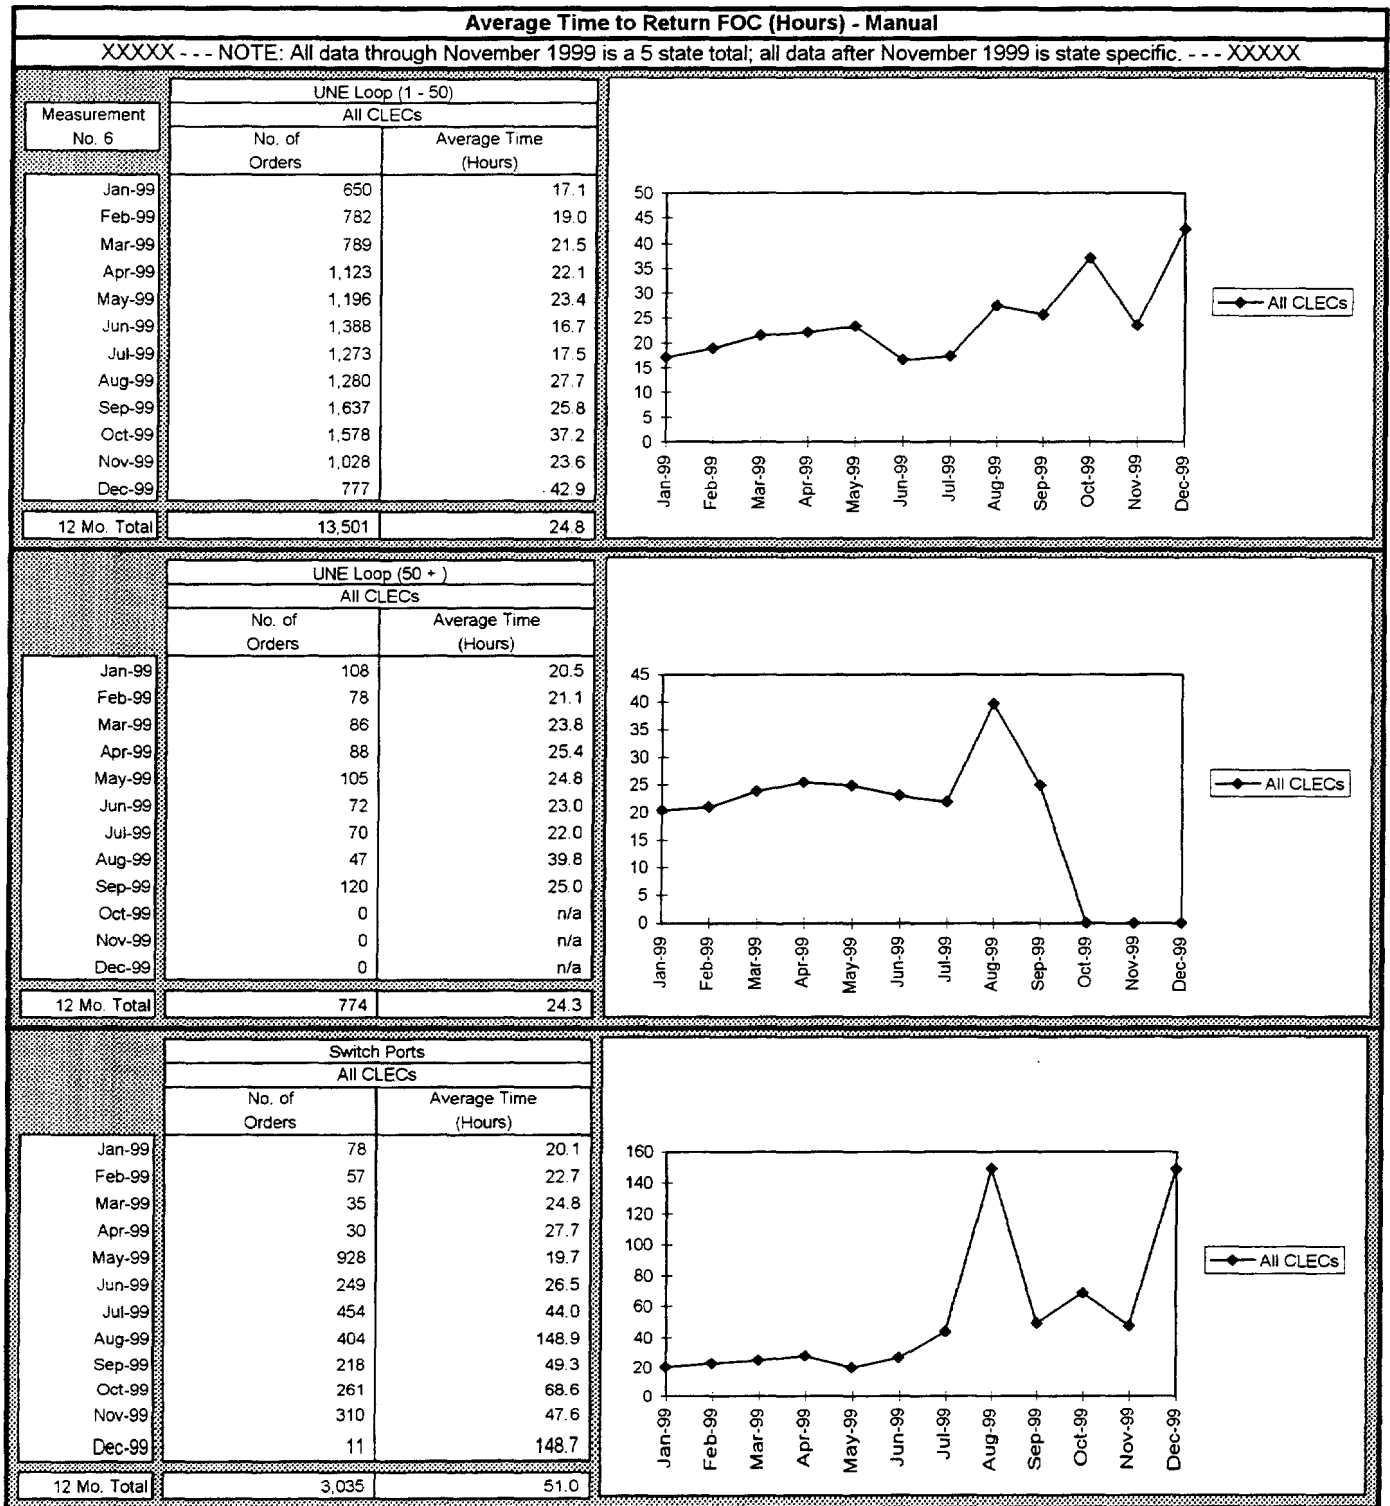 Average Time to Return FOC (Hours) - Manual
XXXXX - - - NOTE: All data through November 1999 is a 5 state total; all data after November 1999 is state specific. - - - XXXXX
Measurement
No. 6
UNE Loop (1 - 50)
All CLECs
No. of Average Time
Orders (Hours)
Jan-99 650 17.1
Feb-99 782 19.0
Mar-99 789 21.5
Apr-99 1,123 22.1
May-99 1,196 23.4
Jun-99 1,388 16.7
Jul-99 1,273 17.5
Aug-99 1,280 27.7
Sep-99 1,637 25.8
Oct-99 1,578 37.2
Nov-99 1,028 23.6
Dec-99 777 42.9
12 Mo. Total 13,501 24.8
50
45
40
35
30
25
20
15
10
5
0
Jan-99 Feb-99 Mar-99 Apr-99 May-99 Jun-99 Jul-99 Aug-99 Sep-99 Oct-99 Nov-99 Dec-99
All CLECs
UNE Loop (50 + )
All CLECs
No. of Average Time
Orders (Hours)
Jan-99 108 20.5
Feb-99 78 21.1
Mar-99 86 23.8
Apr-99 88 25.4
May-99 105 24.8
Jun-99 72 23.0
Jul-99 70 22.0
Aug-99 47 39.8
Sep-99 120 25.0
Oct-99 0 n/a
Nov-99 0 n/a
Dec-99 0 n/a
12 Mo. Total 774 24.3
45
40
35
30
25
20
15
10
5
0
Jan-99 Feb-99 Mar-99 Apr-99 May-99 Jun-99 Jul-99 Aug-99 Sep-99 Oct-99 Nov-99 Dec-99
All CLECs
Switch Ports
All CLECs
No. of Average Time
Orders (Hours)
Jan-99 78 20.1
Feb-99 57 22.7
Mar-99 35 24.8
Apr-99 30 27.7
May-99 928 19.7
Jun-99 249 26.5
Jul-99 454 44.0
Aug-99 404 148.9
Sep-99 218 49.3
Oct-99 261 68.6
Nov-99 310 47.6
Dec-99 11 148.7
12 Mo. Total 3,035 51.0
160
140
120
100
80
60
40
20
0
Jan-99 Feb-99 Mar-99 Apr-99 May-99 Jun-99 Jul-99 Aug-99 Sep-99 Oct-99 Nov-99 Dec-99
All CLECs